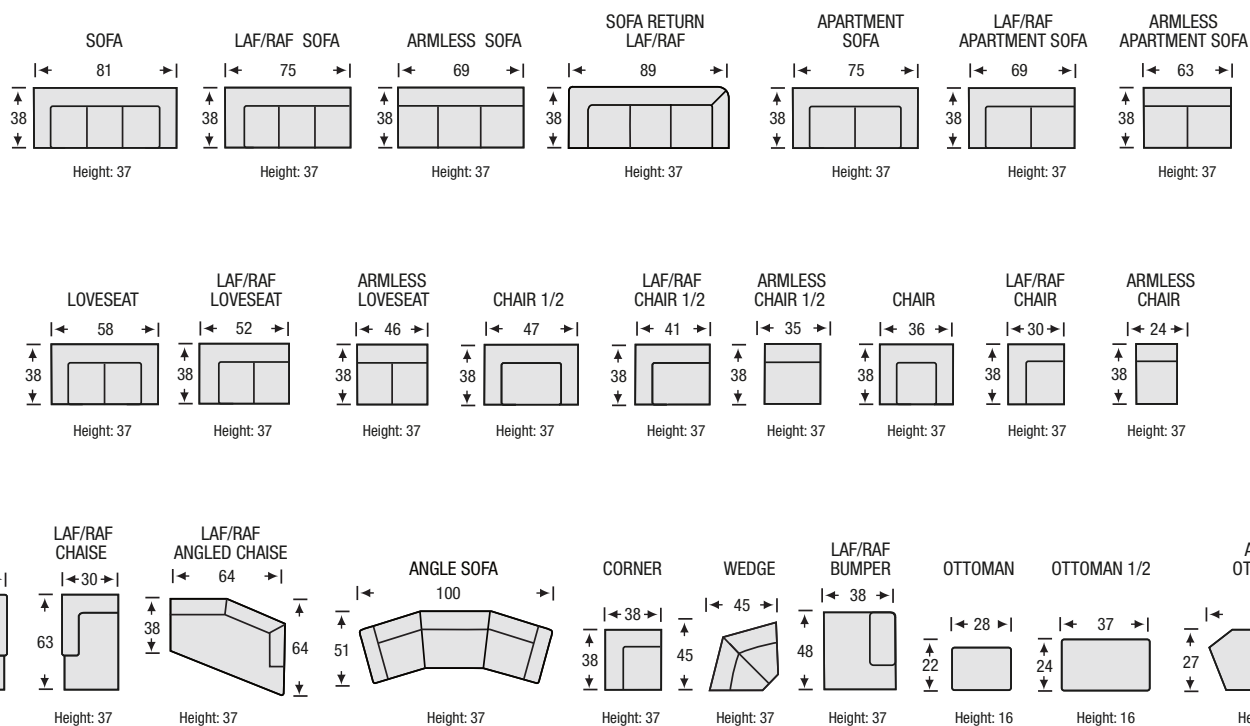 SOFA
81
38
Height: 37
LAF/RAF SOFA
75
38
Height: 37
ARMLESS SOFA
69
38
Height: 37
SOFA RETURN
LAF/RAF
89
38
Height: 37
APARTMENT
SOFA
75
38
Height: 37
LAF/RAF
APARTMENT SOFA
69
38
Height: 37
ARMLESS
APARTMENT SOFA
63
38
Height: 37
LOVESEAT
58
38
Height: 37
LAF/RAF
LOVESEAT
52
38
Height: 37
ARMLESS
LOVESEAT
46
38
Height: 37
CHAIR 1/2
47
38
Height: 37
LAF/RAF
CHAIR 1/2
41
38
Height: 37
ARMLESS
CHAIR 1/2
35
38
Height: 37
CHAIR
36
38
Height: 37
LAF/RAF
CHAIR
30
38
Height: 37
ARMLESS
CHAIR
24
38
Height: 37
LAF/RAF
CHAISE
30
63
Height: 37
LAF/RAF
ANGLED CHAISE
64
38
64
Height: 37
ANGLE SOFA
100
51
Height: 37
CORNER
38
38
Height: 37
WEDGE
45
45
Height: 37
LAF/RAF
BUMPER
38
48
Height: 37
OTTOMAN
28
22
Height: 16
OTTOMAN 1/2
37
24
Height: 16
27